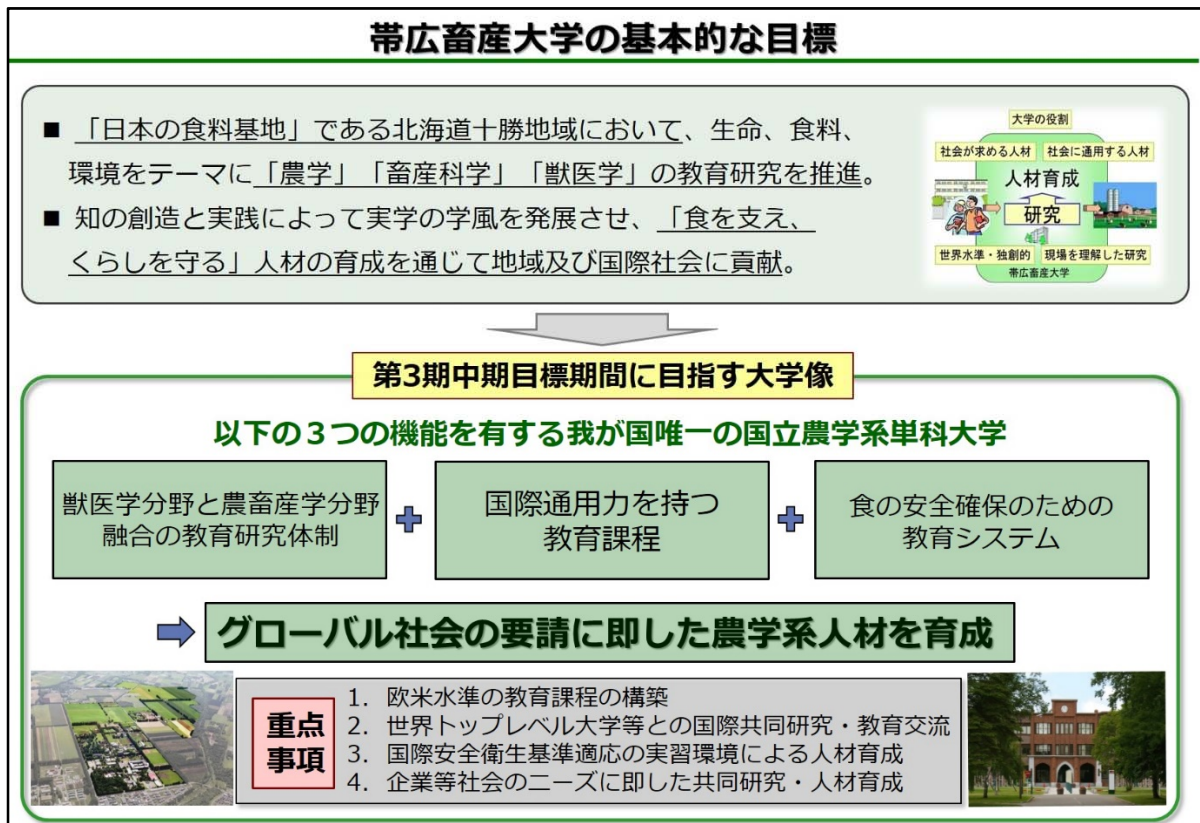 帯広畜産大学の基本的な目標
■ 「日本の食料基地」である北海道十勝地域において、生命、食料、
環境をテーマに「農学」「畜産科学」「獣医学」の教育研究を推進。
■ 知の創造と実践によって実学の学風を発展させ、「食を支え、
くらしを守る」人材の育成を通じて地域及び国際社会に貢献。
大学の役割
社会が求める人材 社会に通用する人材
人材育成
研究
世界水準・独創的 現場を理解した研究
帯広畜産大学
第3期中期目標期間に目指す大学像
以下の3つの機能を有する我が国唯一の国立農学系単科大学
獣医学分野と農畜産学分野
融合の教育研究体制
+
国際通用力を持つ
教育課程
+
食の安全確保のための
教育システム
グローバル社会の要請に即した農学系人材を育成
重点
事項
1. 欧米水準の教育課程の構築
2. 世界トップレベル大学等との国際共同研究・教育交流
3. 国際安全衛生基準適応の実習環境による人材育成
4. 企業等社会のニーズに即した共同研究・人材育成